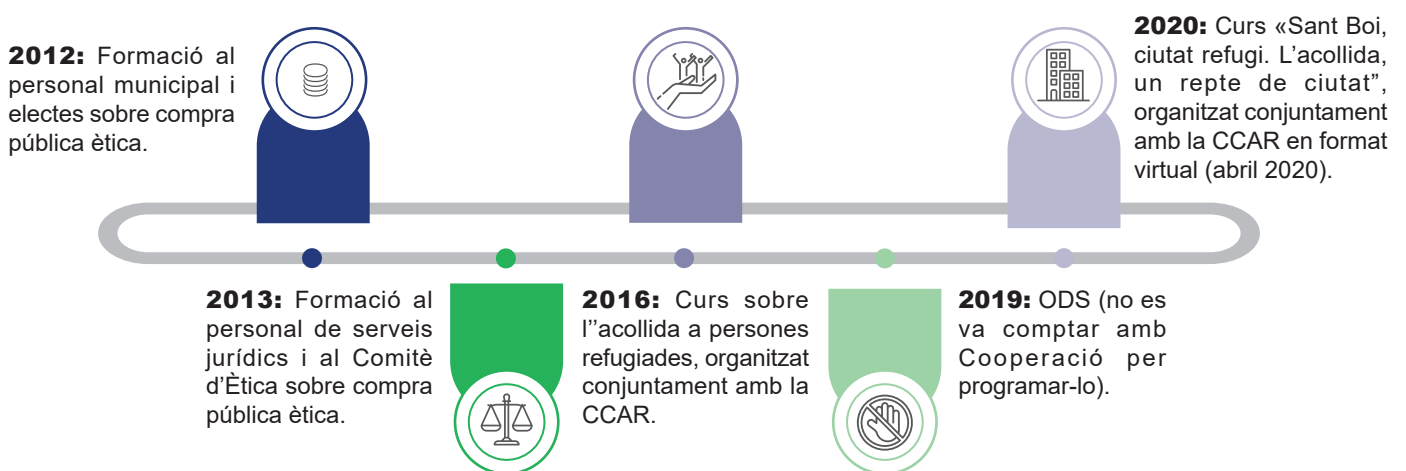 2012: Formació al
personal municipal i
electes sobre compra
pública ètica.
2013: Formació al
personal de serveis
jurídics i al Comitè
d'Ètica sobre compra
pública ètica.
2016: Curs sobre
l''acollida a persones
refugiades, organitzat
conjuntament amb la
CCAR.
2019: ODS (no es
va comptar amb
Cooperació per
programar-lo).
2020: Curs «Sant Boi,
ciutat refugi. L'acollida,
un repte de ciutat”,
organitzat conjuntament
amb la CCAR en format
virtual (abril 2020).